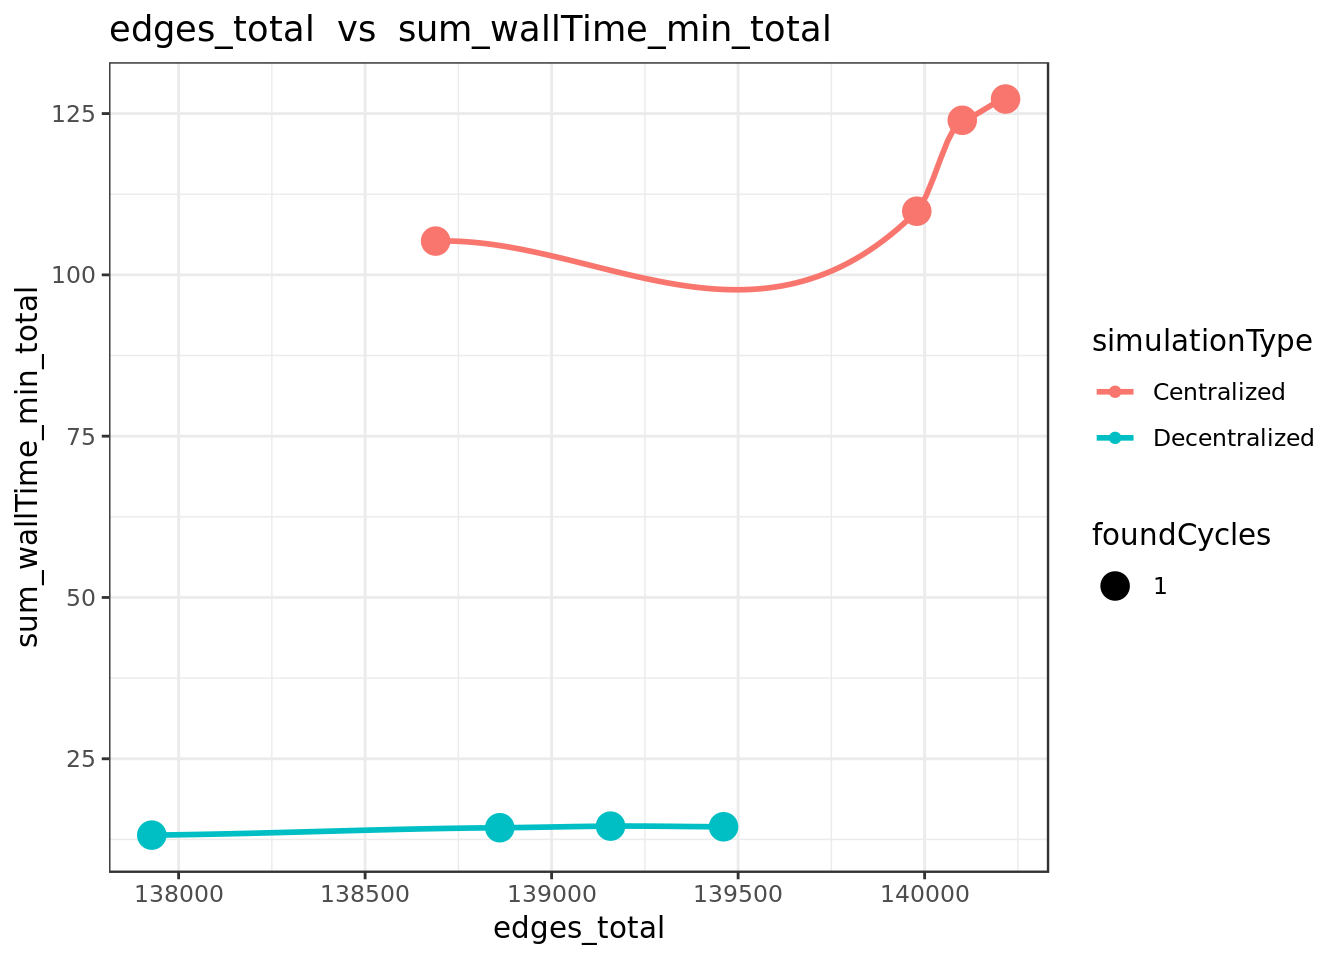 edges_total  vs  sum_wallTime_min_total
sum_wallTime_min_total
125
100
75
50
25
138000
138500
139000
139500
140000
edges_total
simulationType
Centralized
Decentralized
foundCycles
1